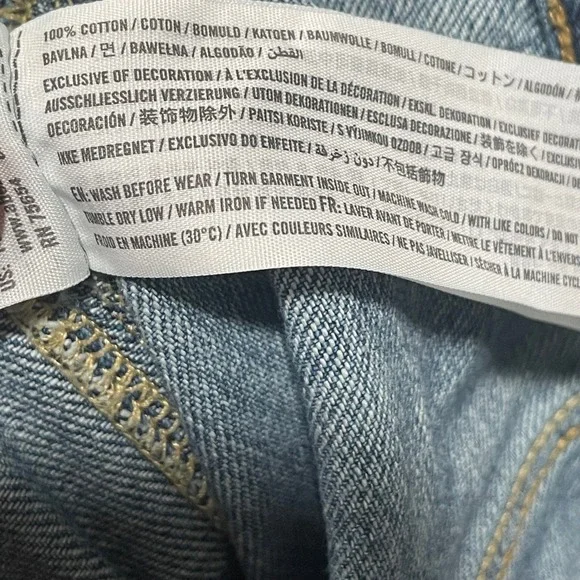 100% COTTON / COTON / BOMULD / KATOEN / BAUMWOLLE / BOMULL / COTONE / コットン / ALGODÓN /
BAVLNA / 면 / BAWEŁNA / ALGODÃO / القطن
EXCLUSIVE OF DECORATION / À L'EXCLUSION DE LA DÉCORATION / EKSKL. DEKORATION / EXCLUSIEF DECORAT
AUSSCHLIESSLICH VERZIERUNG / UTOM DEKORATIONEN / ESCLUSA DECORAZIONE / 装飾を除く / EXCLUS
DECORACIÓN / 装饰物除外 / PAITSI KORISTE / S VÝJIMKOU OZDOB / 고급 장식 / OPRÓCZ DEKORACJI /
IKKE MEDREGNET / EXCLUSIVO DO ENFEITE / دون زخرفة / 不包括飾物
EN: WASH BEFORE WEAR / TURN GARMENT INSIDE OUT / MACHINE WASH COLD / WITH LIKE COLORS / DO NOT
TUMBLE DRY LOW / WARM IRON IF NEEDED FR: LAVER AVANT DE PORTER / METTRE LE VÊTEMENT À L'ENVERS
FROID EN MACHINE (30°C) / AVEC COULEURS SIMILAIRES / NE PAS JAVELLISER / SÉCHER À LA MACHINE CYC
RN 75654